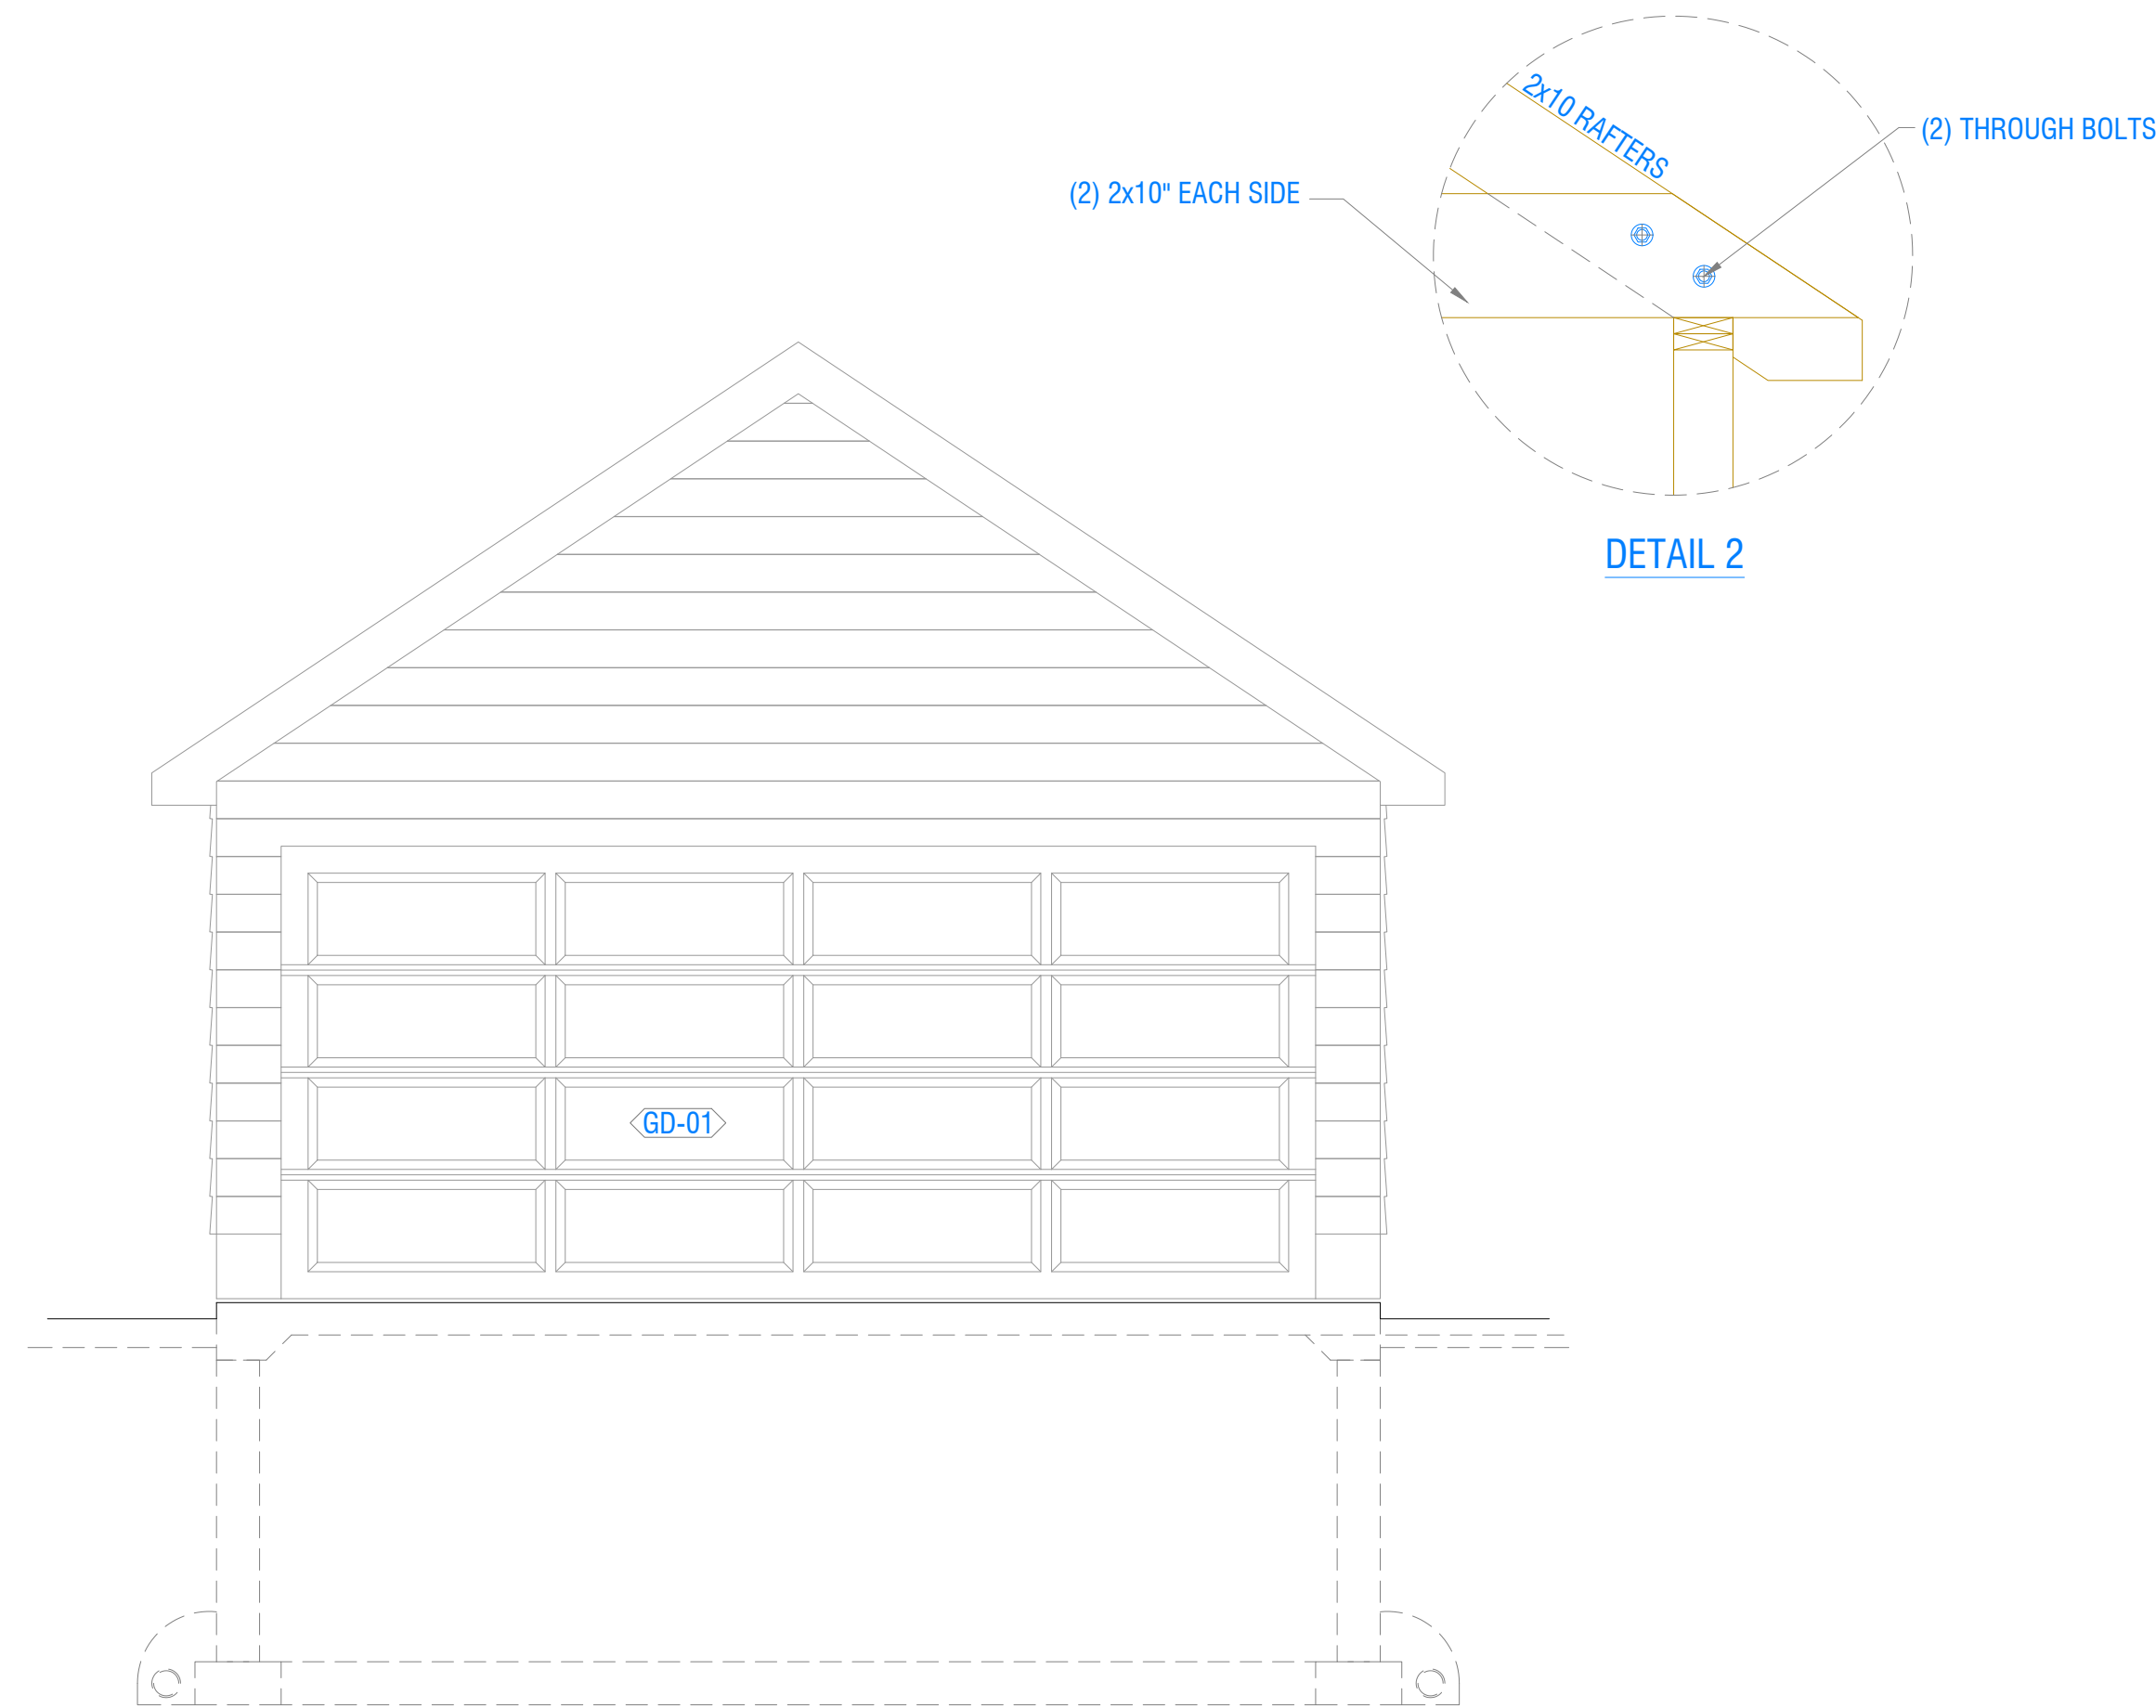 2x10 RAFTERS
(2) THROUGH BOLTS
(2) 2x10" EACH SIDE
DETAIL 2
GD-01